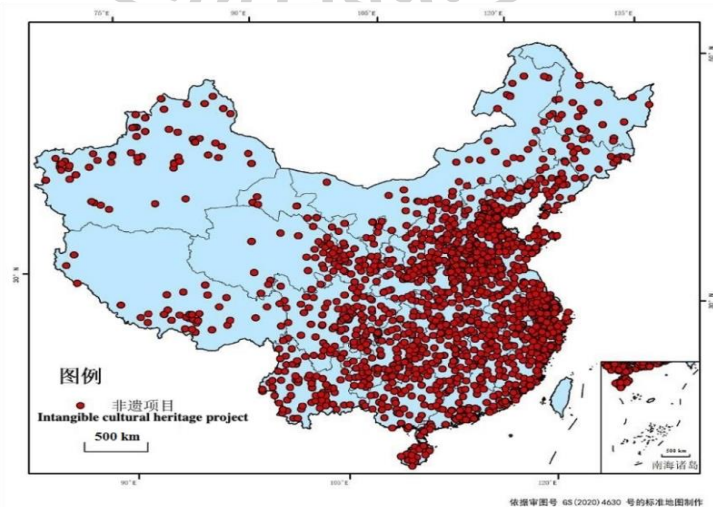 75°E 90°E 105°E 120°E 135°E
50°N
30°N
30°N
图例
非遗项目
Intangible cultural heritage project
500 km
500 km
南海诸岛
90°E 105°E 120°E
依据审图号 GS(2020)4630 号的标准地图制作